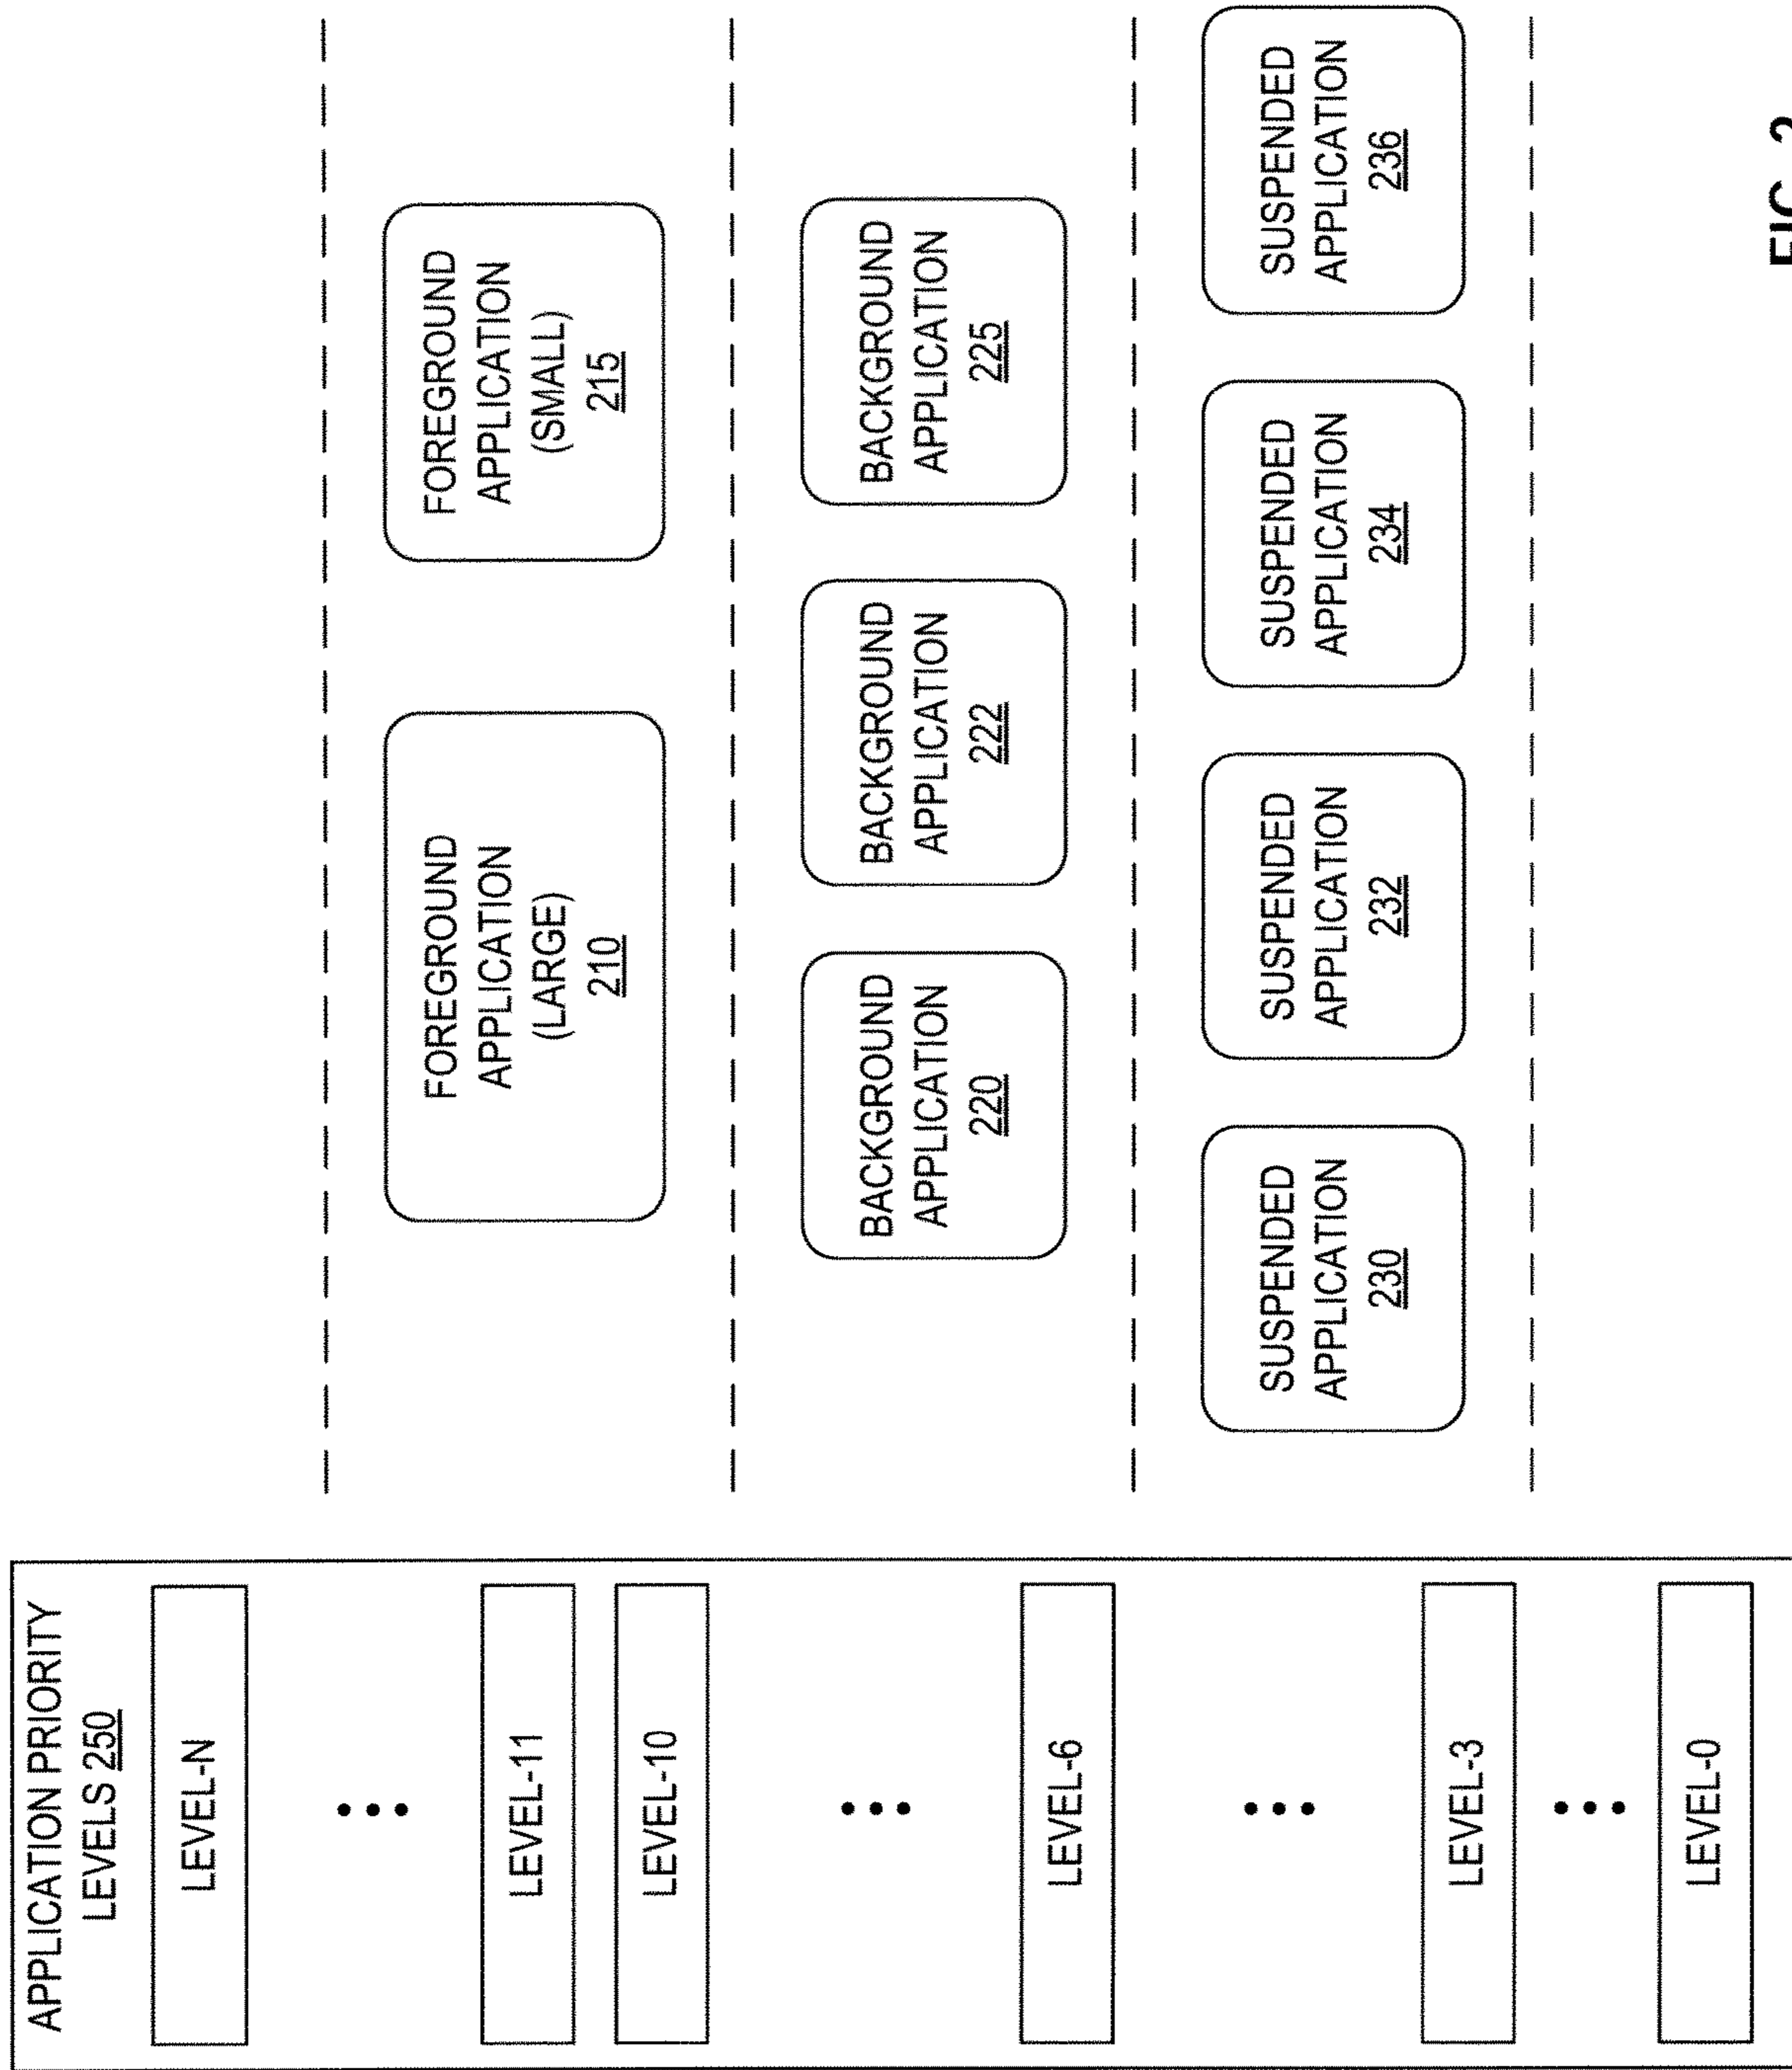 APPLICATION PRIORITY
LEVELS 250
LEVEL-N
LEVEL-11
LEVEL-10
LEVEL-6
LEVEL-3
LEVEL-0
FOREGROUND
APPLICATION
(LARGE)
210
FOREGROUND
APPLICATION
(SMALL)
215
BACKGROUND
APPLICATION
220
BACKGROUND
APPLICATION
222
BACKGROUND
APPLICATION
225
SUSPENDED
APPLICATION
230
SUSPENDED
APPLICATION
232
SUSPENDED
APPLICATION
234
SUSPENDED
APPLICATION
236
FIG. 2